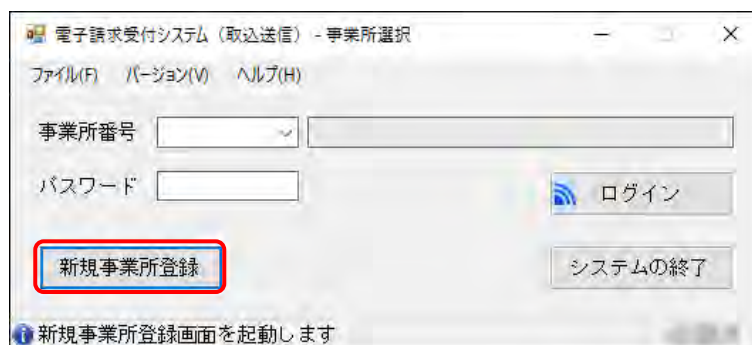 電子請求受付システム（取込送信） - 事業所選択
ファイル(F) バージョン(V) ヘルプ(H)
事業所番号
パスワード
ログイン
新規事業所登録
システムの終了
新規事業所登録画面を起動します